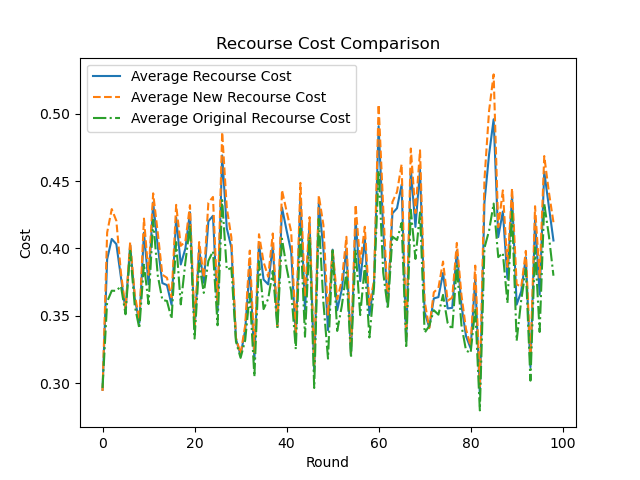 Recourse Cost Comparison
Average Recourse Cost
Average New Recourse Cost
Average Original Recourse Cost
0.50
0.45
0.40
0.35
0.30
Cost
0
20
40
60
80
100
Round